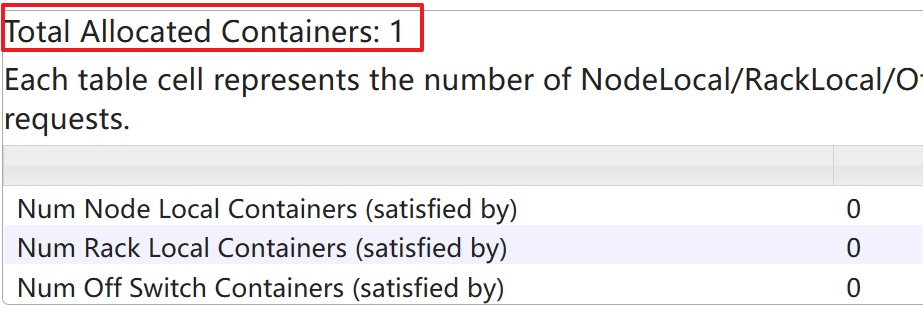 Total Allocated Containers: 1
Each table cell represents the number of NodeLocal/RackLocal/O
requests.
Num Node Local Containers (satisfied by) 0
Num Rack Local Containers (satisfied by) 0
Num Off Switch Containers (satisfied by) 0